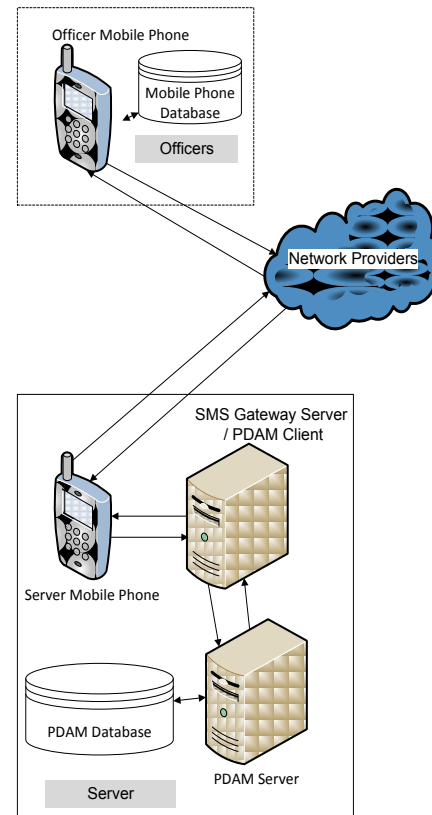 Officer Mobile Phone
Mobile Phone
Database
Officers
Network Providers
SMS Gateway Server
/ PDAM Client
Server Mobile Phone
PDAM Database
PDAM Server
Server